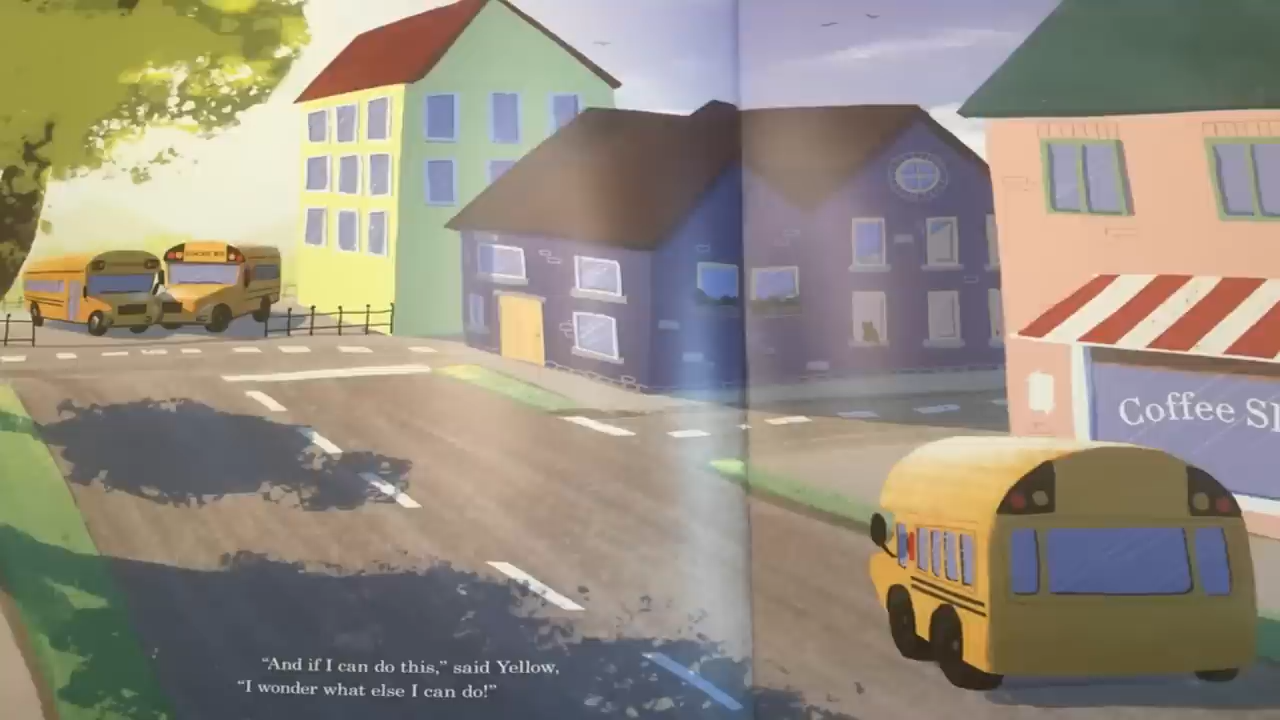 Coffee
“And if I can do this,” said Yellow,
“I wonder what else I can do!”